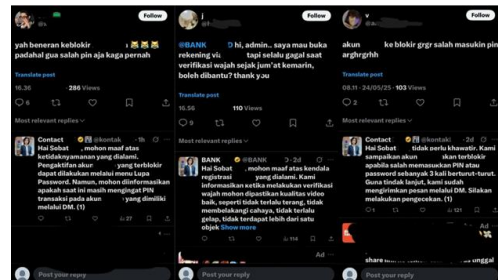 Follow
yah beneran keblokir
padahal gua salah pin aja kaga pernah
Translate post
16.36 · 286 Views
6
Most relevant replies
Contact @kontak · 1h
Hai Sobat , mohon maaf atas
ketidaknyamanan yang dialami.
Pengaktifan akun yang terblokir
dapat dilakukan melalui menu Lupa
Password. Namun, mohon diinformasikan
apakah saat ini masih mengingat PIN
transaksi pada akun yang dimiliki
melalui DM. (1)
27
Post your reply
j
Follow
@BANK hi, admin.. saya mau buka
rekening tapi selalu gagal saat
verifikasi wajah sejak jum'at kemarin,
boleh dibantu? thank you
Translate post
16.56 110 Views
9
Most relevant replies
BANK @BANK · 2d
Hai Sobat , mohon maaf atas kendala
registrasi yang dialami. Kami
informasikan ketika melakukan verifikasi
wajah mohon dipastikan kualitas video
baik, seperti tidak terlalu terang, tidak
membelakangi cahaya, tidak terlalu
gelap, tidak terdapat lebih dari satu
objek Show more
114
Ad
Post your reply
v
Follow
akun ke blokir grgr salah masukin pin
arghrgrhh
Translate post
08.11 · 24/05/25 · 103 Views
2
Most relevant replies
Contact @kontak · 2d
Hai Sobat tidak perlu khawatir. Kami
sampaikan akun akan terblokir
apabila salah memasukkan PIN atau
password sebanyak 3 kali berturut-turut.
Guna tindak lanjut, kami sudah
mengirimkan pesan melalui DM. Silakan
melakukan pengecekan. (1)
1
121
Ad
Post your reply